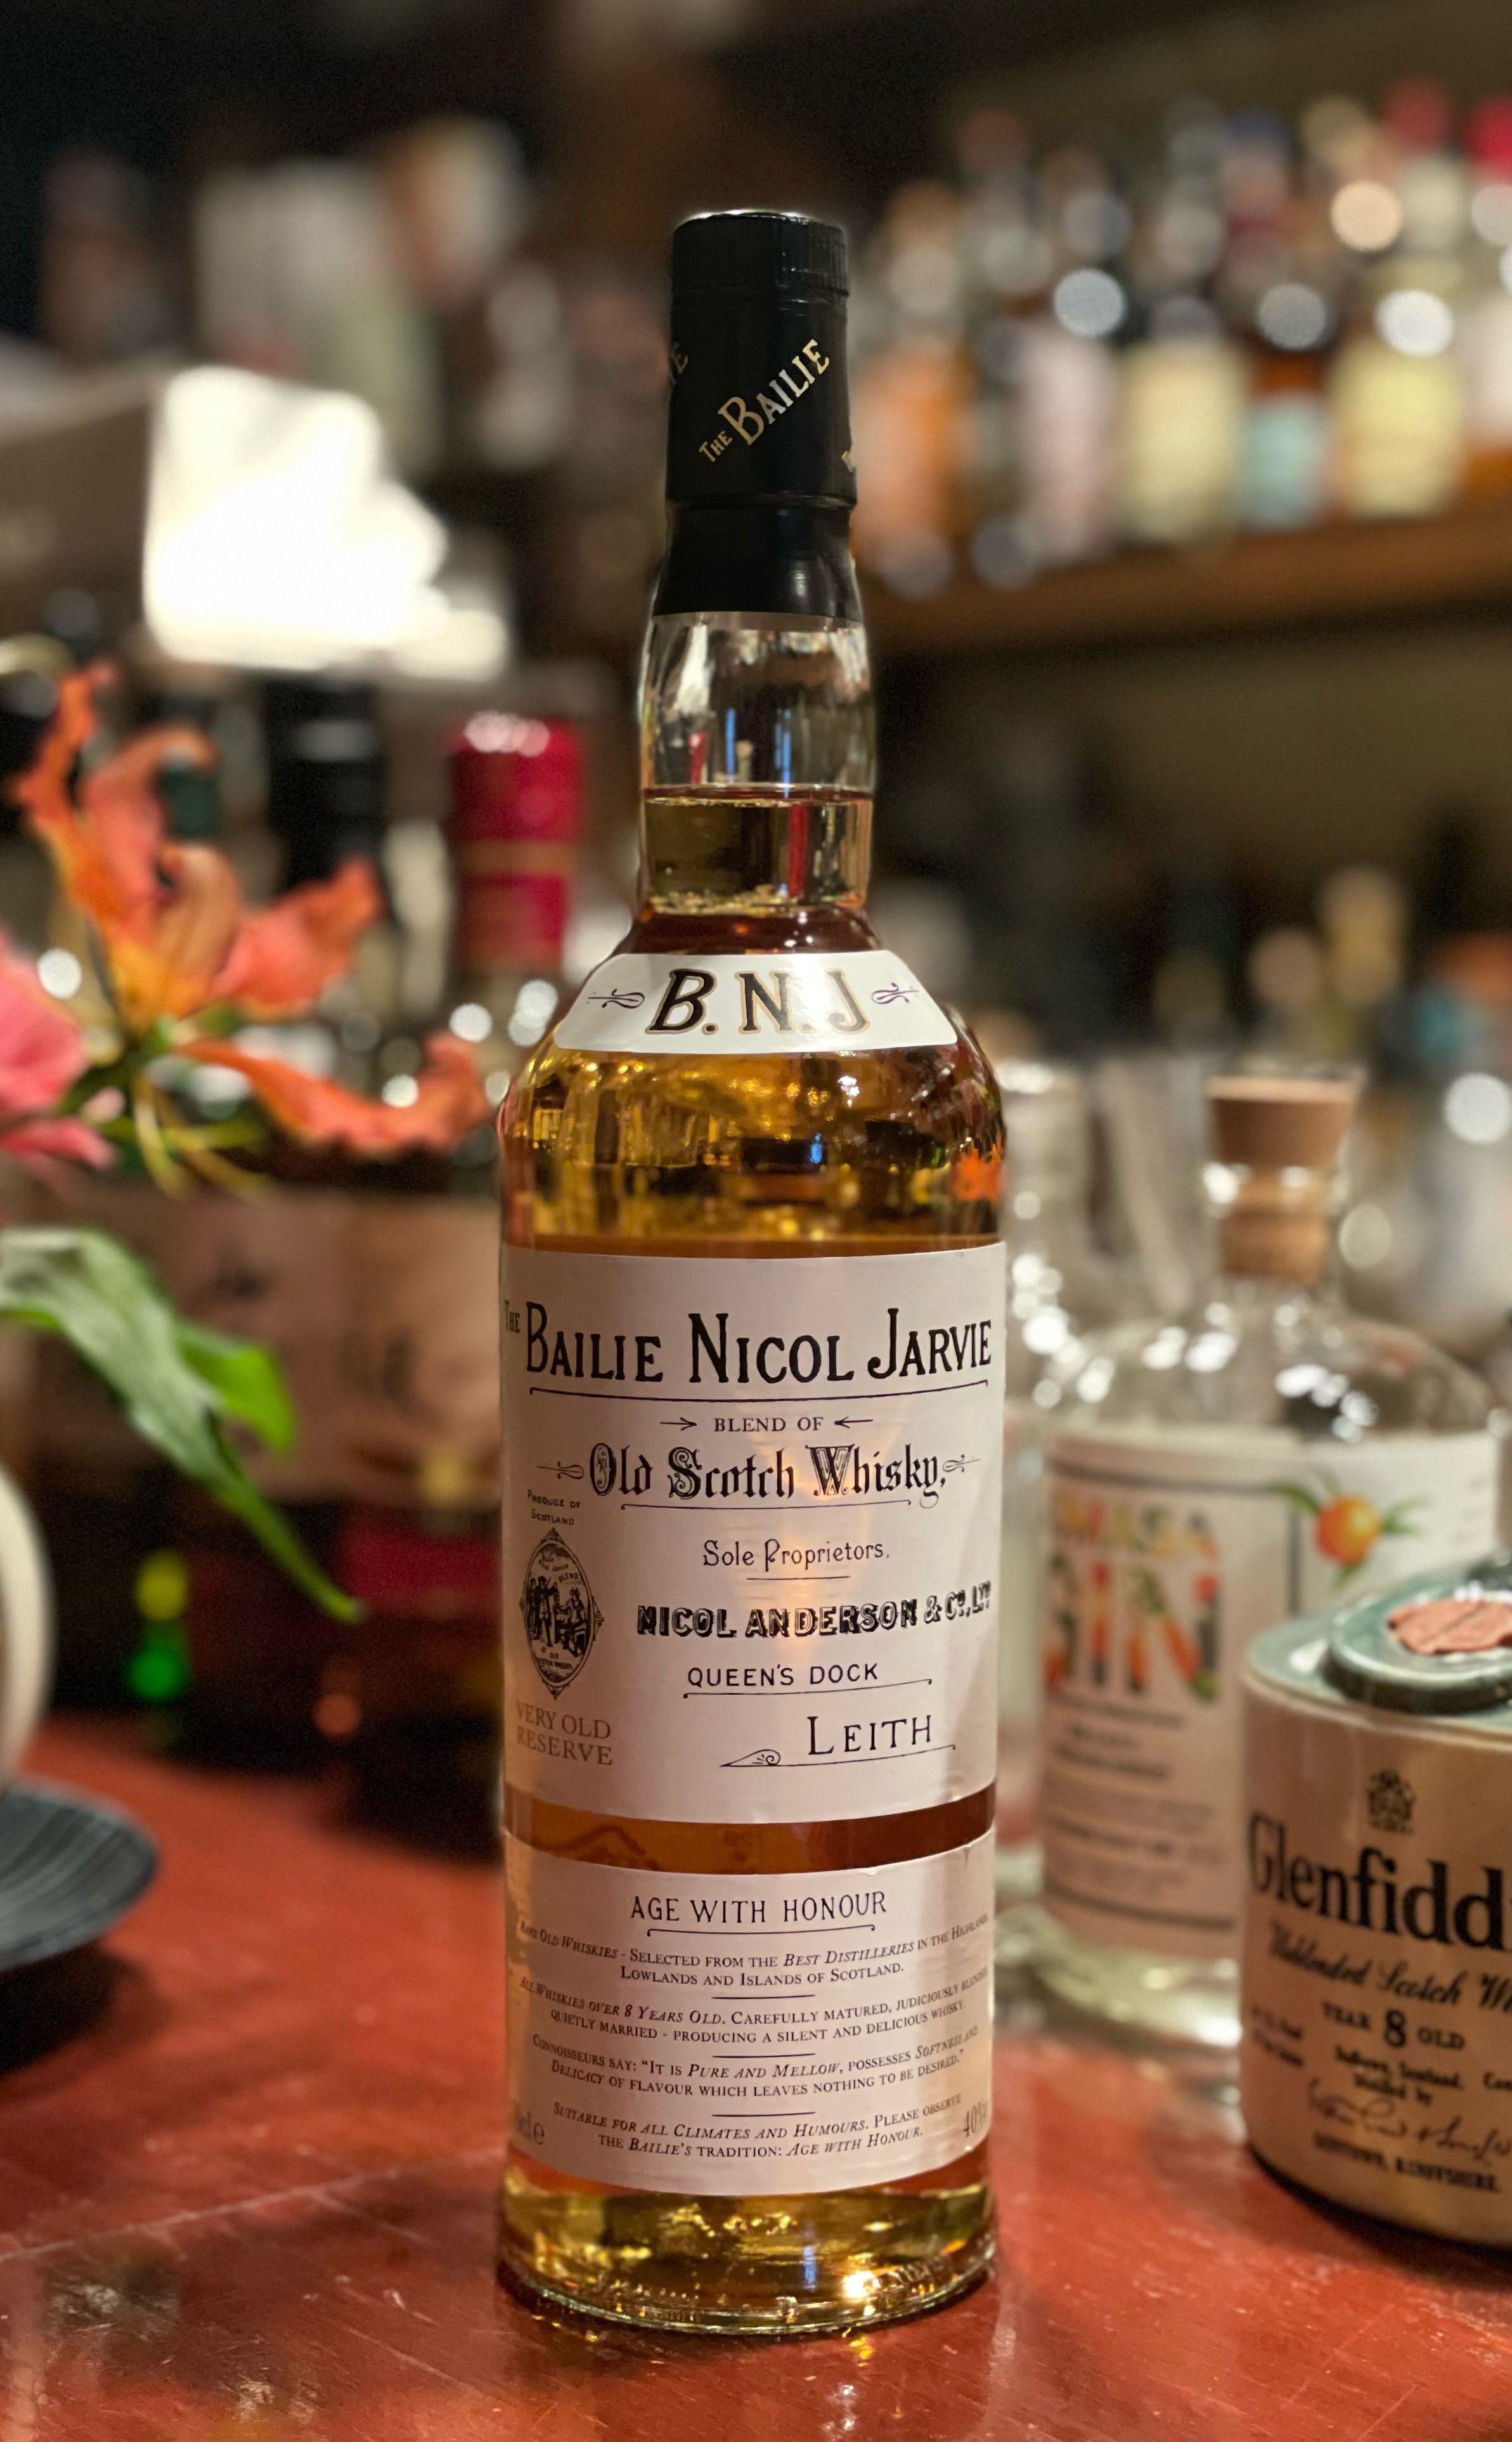 THE BAILIE
B.N.J
THE BAILIE NICOL JARVIE
BLEND OF
Old Scotch Whisky,
PRODUCE OF
SCOTLAND
Sole Proprietors.
NICOL ANDERSON & Cº., LTD
QUEEN'S DOCK
LEITH
VERY OLD
RESERVE
AGE WITH HONOUR
RARE OLD WHISKIES - SELECTED FROM THE BEST DISTILLERIES IN THE HIGHLANDS,
LOWLANDS AND ISLANDS OF SCOTLAND.
ALL WHISKIES OVER 8 YEARS OLD. CAREFULLY MATURED, JUDICIOUSLY BLENDED
QUIETLY MARRIED - PRODUCING A SILENT AND DELICIOUS WHISKY.
CONNOISSEURS SAY: "IT IS PURE AND MELLOW, POSSESSES SOFTNESS AND
DELICACY OF FLAVOUR WHICH LEAVES NOTHING TO BE DESIRED."
SUITABLE FOR ALL CLIMATES AND HUMOURS. PLEASE OBSERVE
THE BAILIE'S TRADITION: AGE WITH HONOUR.
40%
GIN
Glenfidd
Unblended Scotch W
YEAR 8 OLD